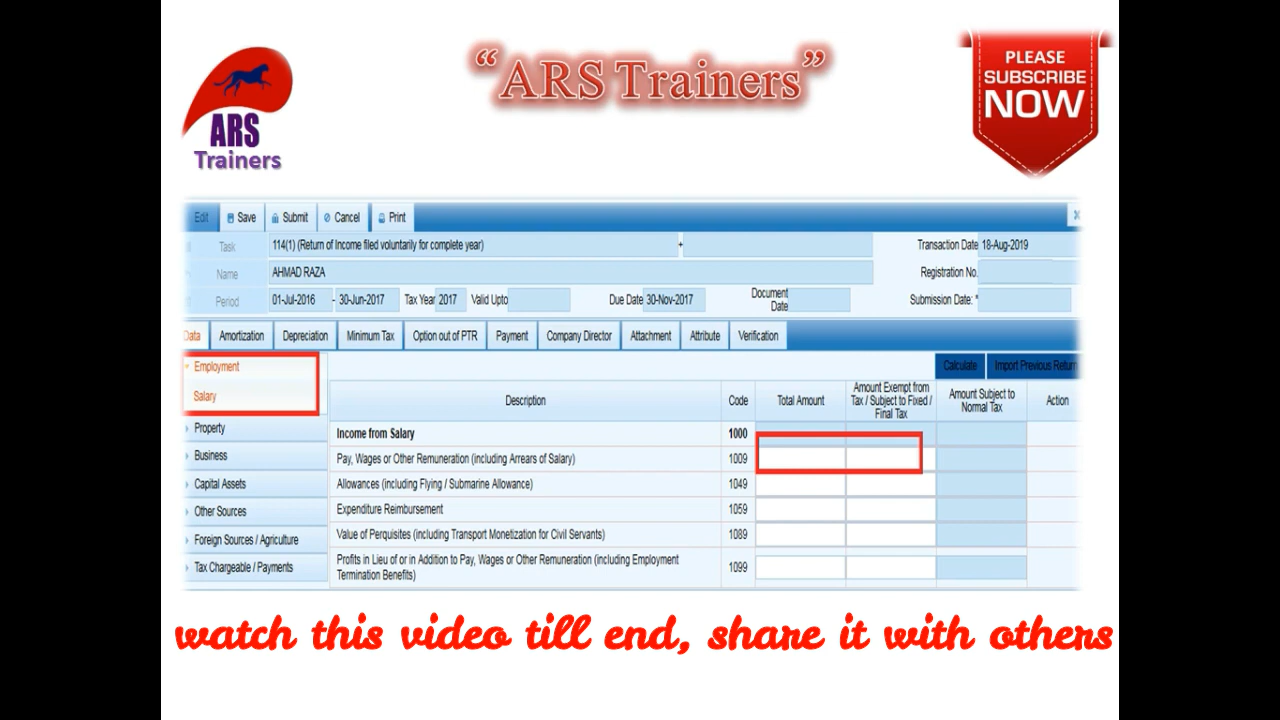 “ARS Trainers”
ARS
Trainers
PLEASE
SUBSCRIBE
NOW
Edit Save Submit Cancel Print
Task 114(1) (Return of Income filed voluntarily for complete year) + Transaction Date 18-Aug-2019
Name AHMAD RAZA Registration No.
Period 01-Jul-2016 - 30-Jun-2017 Tax Year 2017 Valid Upto Due Date 30-Nov-2017 Document Date Submission Date: *
Data Amortization Depreciation Minimum Tax Option out of PTR Payment Company Director Attachment Attribute Verification
Employment
Salary
Property
Business
Capital Assets
Other Sources
Foreign Sources / Agriculture
Tax Chargeable / Payments
Calculate Import Previous Return
Description Code Total Amount Amount Exempt from Tax / Subject to Fixed / Final Tax Amount Subject to Normal Tax Action
Income from Salary 1000
Pay, Wages or Other Remuneration (including Arrears of Salary) 1009
Allowances (including Flying / Submarine Allowance) 1049
Expenditure Reimbursement 1059
Value of Perquisites (including Transport Monetization for Civil Servants) 1089
Profits in Lieu of or in Addition to Pay, Wages or Other Remuneration (including Employment
Termination Benefits) 1099
watch this video till end, share it with others